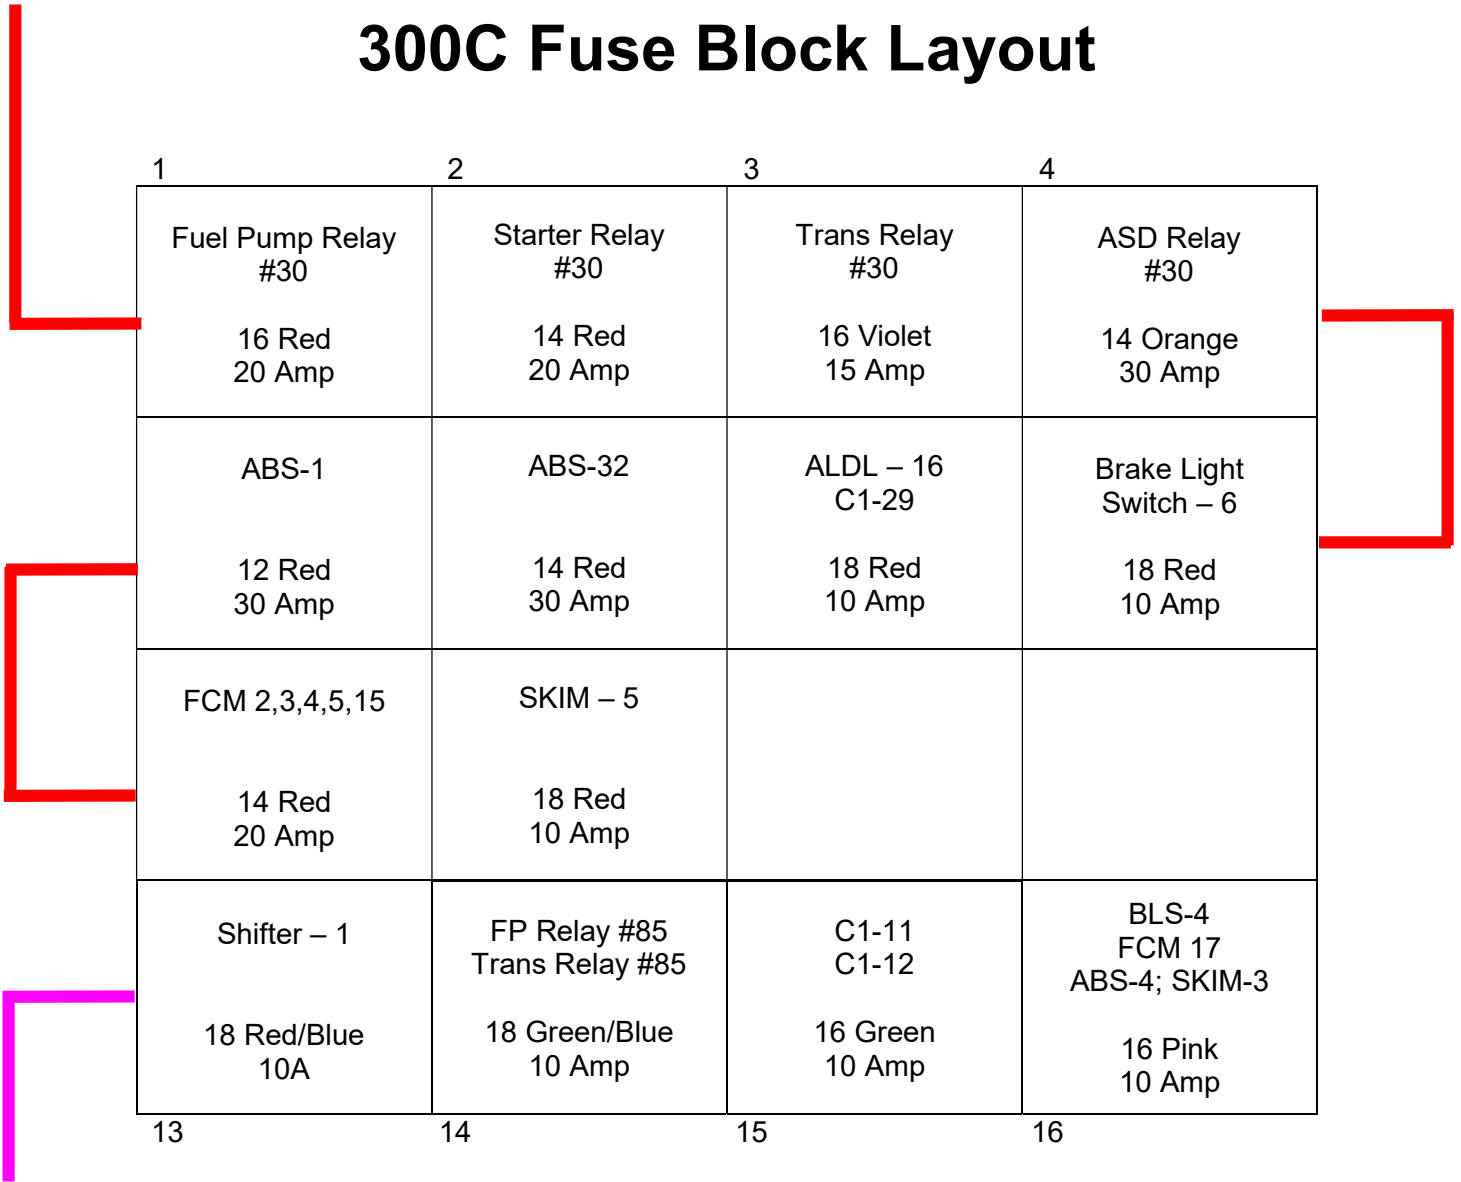 300C Fuse Block Layout
1
2
3
4
Fuel Pump Relay
#30
16 Red
20 Amp
Starter Relay
#30
14 Red
20 Amp
Trans Relay
#30
16 Violet
15 Amp
ASD Relay
#30
14 Orange
30 Amp
ABS-1
12 Red
30 Amp
ABS-32
14 Red
30 Amp
ALDL – 16
C1-29
18 Red
10 Amp
Brake Light
Switch – 6
18 Red
10 Amp
FCM 2,3,4,5,15
14 Red
20 Amp
SKIM – 5
18 Red
10 Amp
Shifter – 1
18 Red/Blue
10A
FP Relay #85
Trans Relay #85
18 Green/Blue
10 Amp
C1-11
C1-12
16 Green
10 Amp
BLS-4
FCM 17
ABS-4; SKIM-3
16 Pink
10 Amp
13
14
15
16